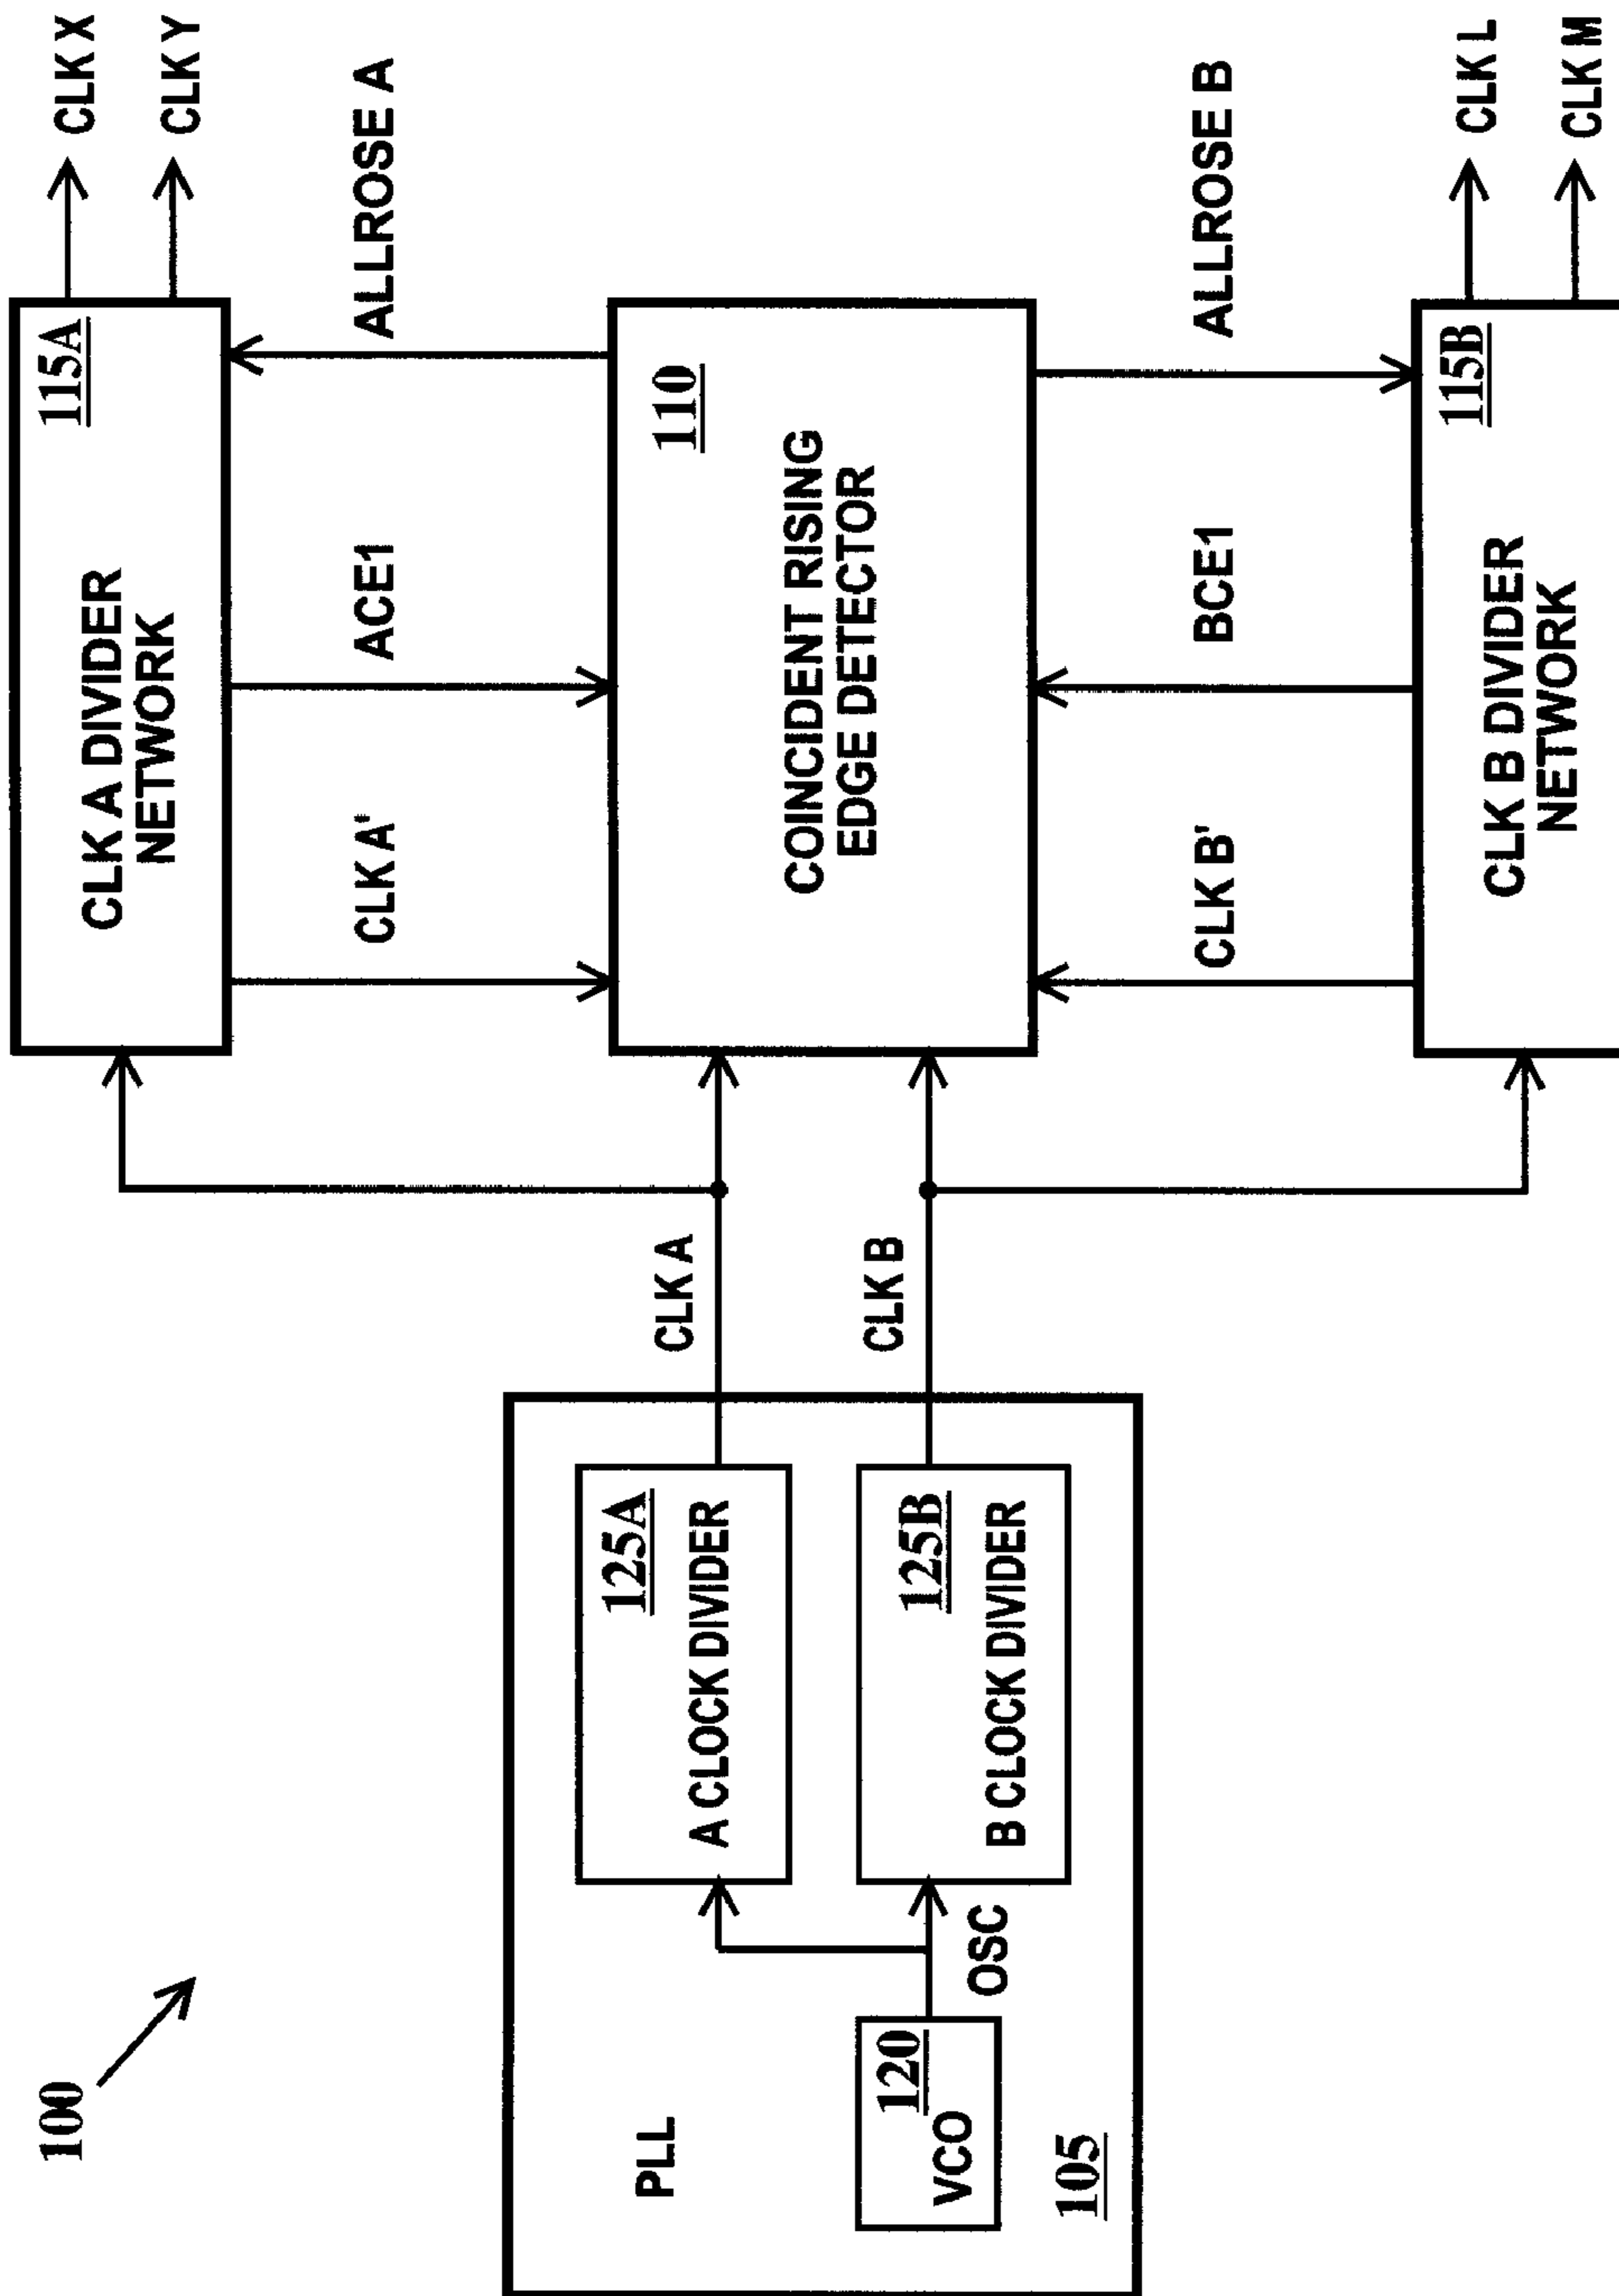 100
PLL
120
VCO
105
OSC
125A
A CLOCK DIVIDER
125B
B CLOCK DIVIDER
CLK A
CLK B
115A
CLK A DIVIDER
NETWORK
CLK A'
ACE1
ALLROSE A
110
COINCIDENT RISING
EDGE DETECTOR
CLK B'
BCE1
ALLROSE B
115B
CLK B DIVIDER
NETWORK
CLK X
CLK Y
CLK L
CLK M